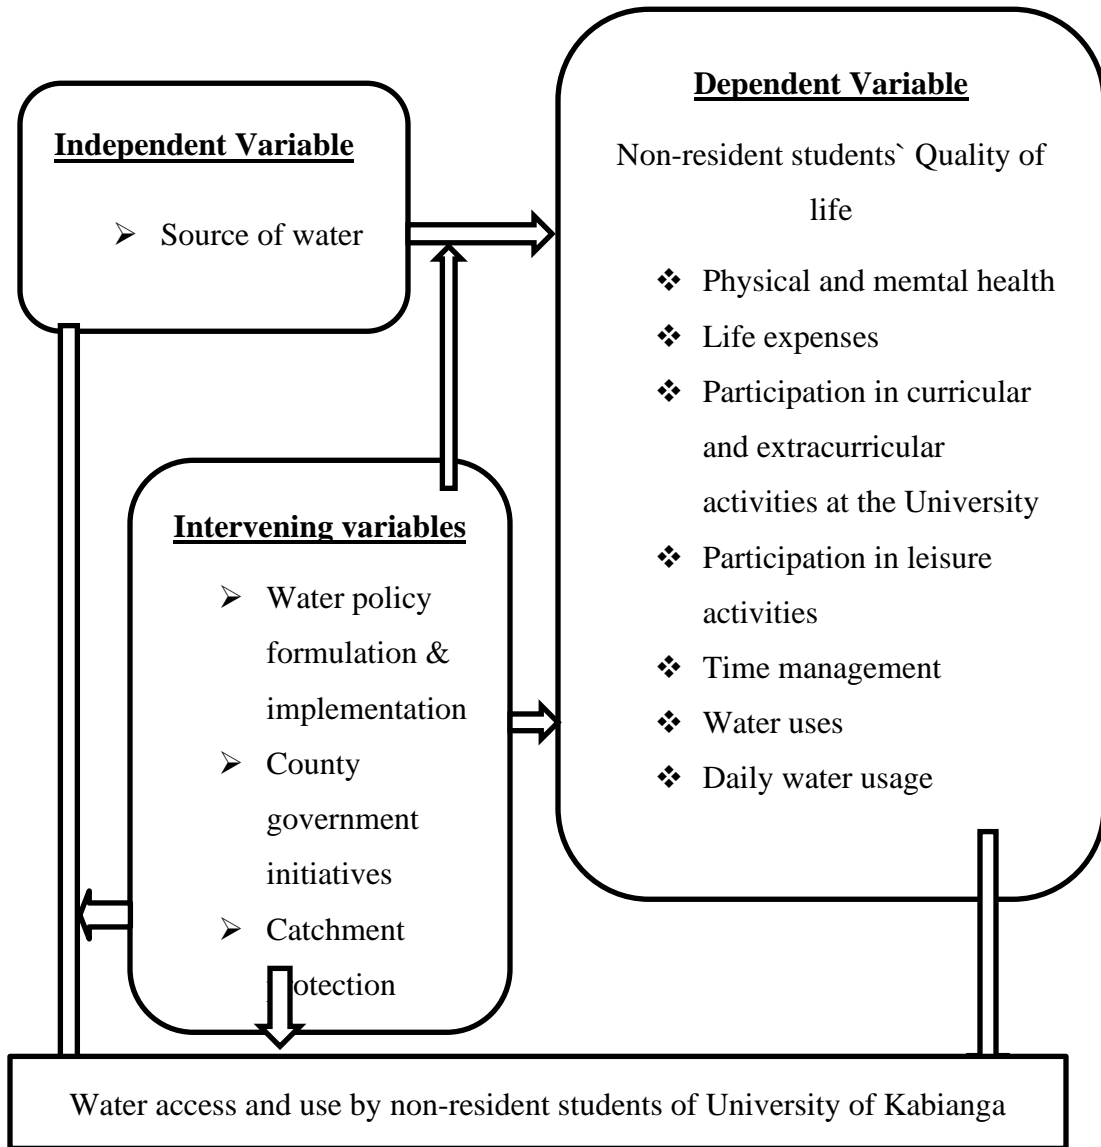 Independent Variable
➢ Source of water
Dependent Variable
Non-resident students` Quality of
life
❖ Physical and memtal health
❖ Life expenses
❖ Participation in curricular
and extracurricular
activities at the University
❖ Participation in leisure
activities
❖ Time management
❖ Water uses
❖ Daily water usage
Intervening variables
➢ Water policy
formulation &
implementation
➢ County
government
initiatives
➢ Catchment
protection
Water access and use by non-resident students of University of Kabianga